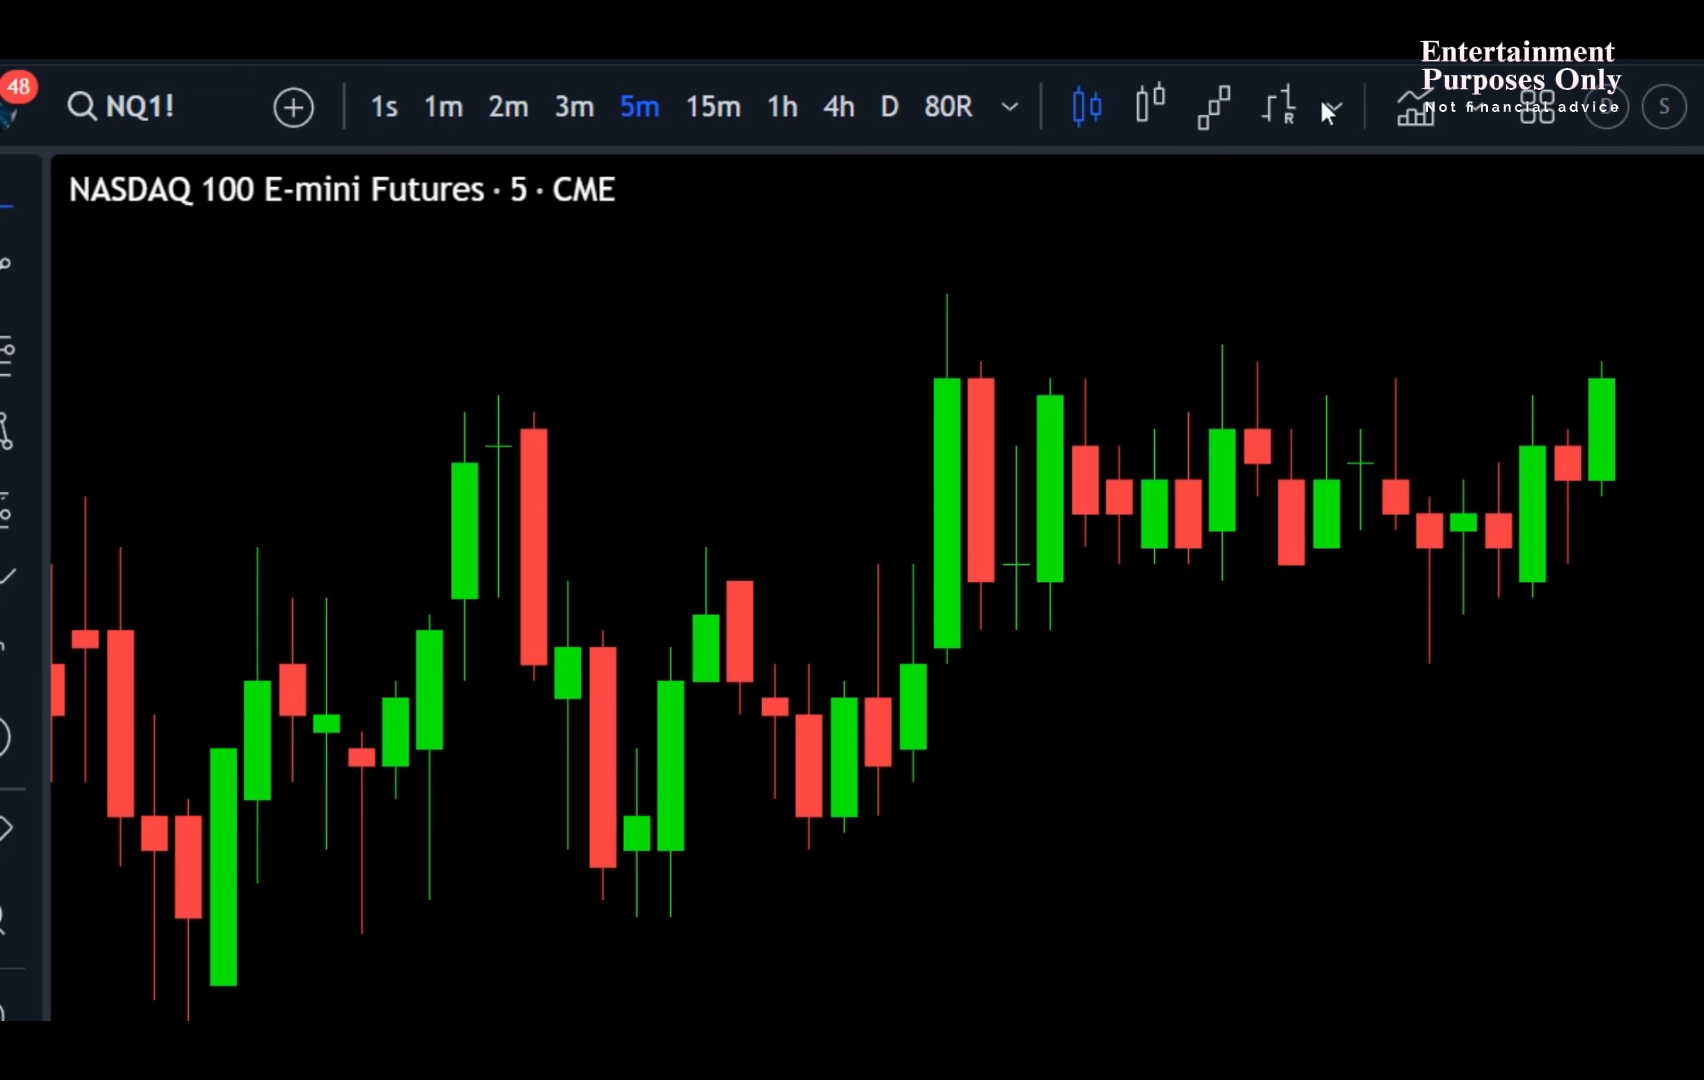 Entertainment
Purposes Only
Not financial advice
48
NQ1!
1s 1m 2m 3m 5m 15m 1h 4h D 80R
R
D
S
NASDAQ 100 E-mini Futures · 5 · CME